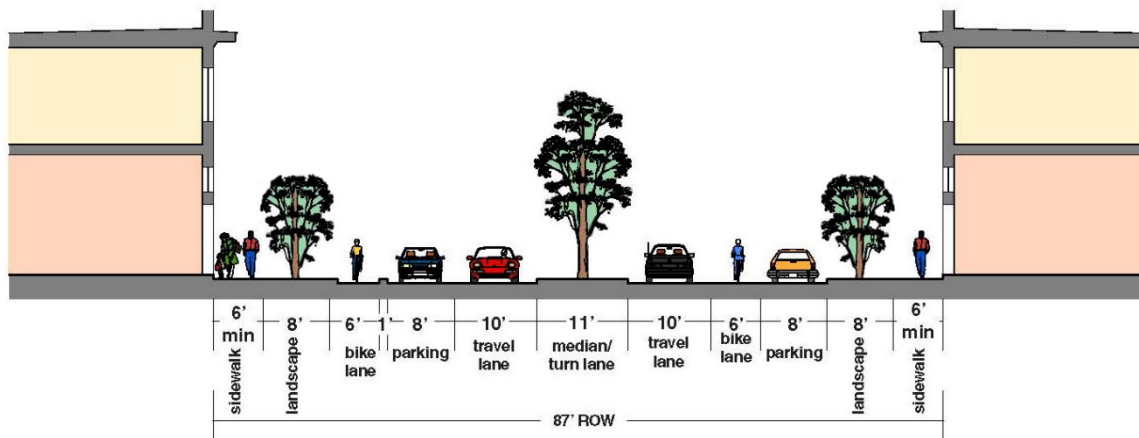 6' 8' 6' 1' 8' 10' 11' 10' 6' 8' 8' 6'
min
sidewalk
landscape
bike
lane
parking
travel
lane
median/
turn lane
travel
lane
bike
lane
parking
landscape
min
sidewalk
87' ROW